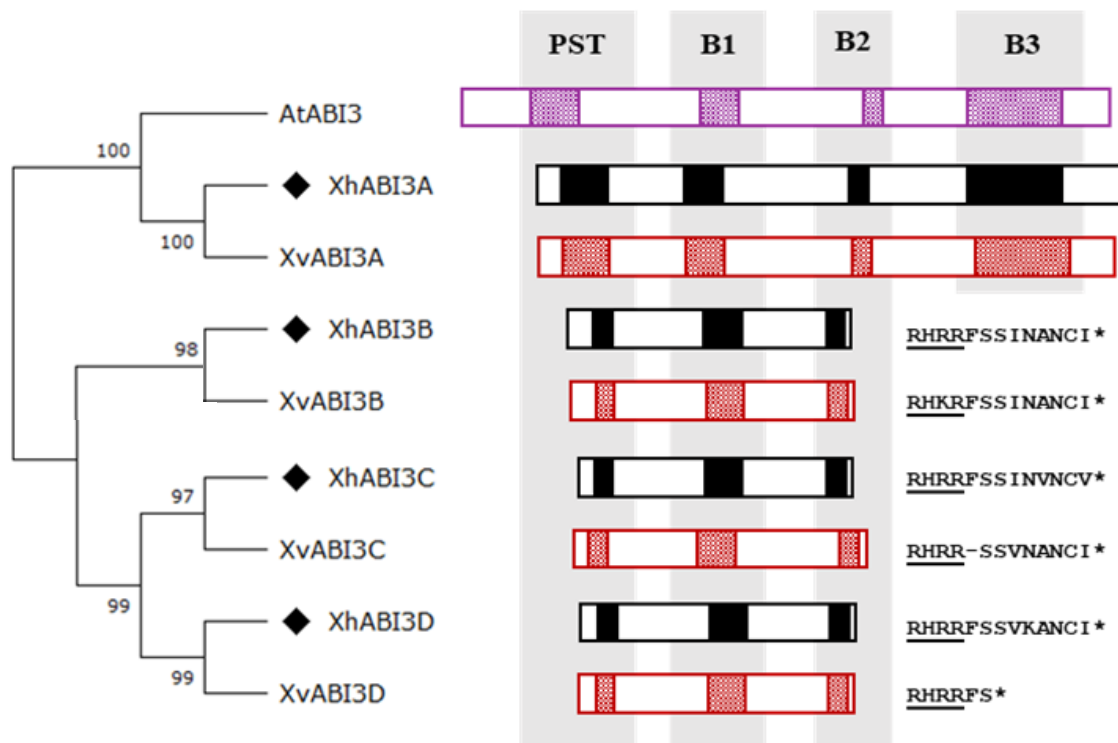 PST B1 B2 B3
AtABI3
100
XhABI3A
100
XvABI3A
XhABI3B RHRRFSSINANCI*
98
XvABI3B RHKRFSSINANCI*
XhABI3C RHRRFSSINVNCV*
97
XvABI3C RHRR-SSVNANCI*
99
XhABI3D RHRRFSSVKANCI*
99
XvABI3D RHRRFS*